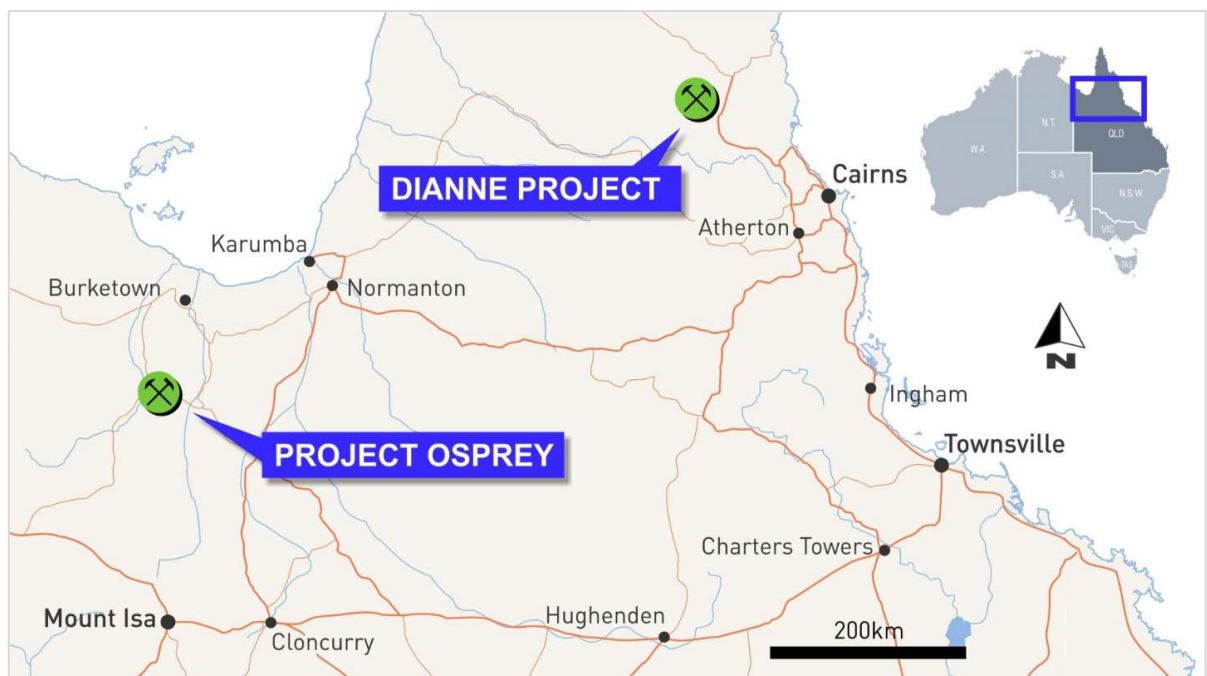 DIANNE PROJECT
Cairns
Atherton
Karumba
Burketown
Normanton
Ingham
PROJECT OSPREY
Townsville
Charters Towers
Mount Isa
Cloncurry
Hughenden
200km
W.A.
N.T.
QLD
S.A.
N.S.W.
VIC
TAS
N